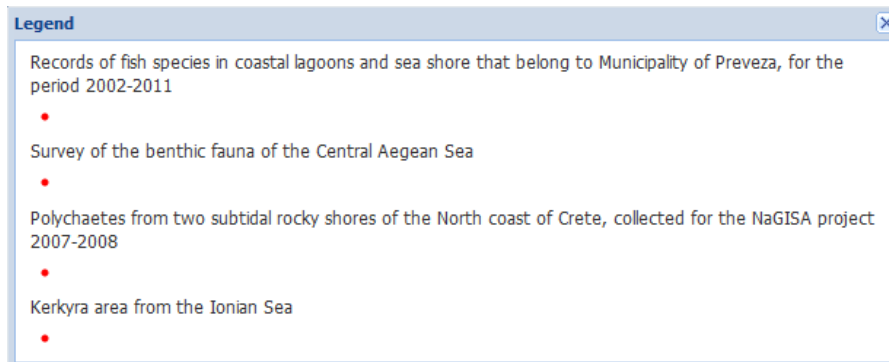 Legend
Records of fish species in coastal lagoons and sea shore that belong to Municipality of Preveza, for the
period 2002-2011
Survey of the benthic fauna of the Central Aegean Sea
Polychaetes from two subtidal rocky shores of the North coast of Crete, collected for the NaGISA project
2007-2008
Kerkyra area from the Ionian Sea